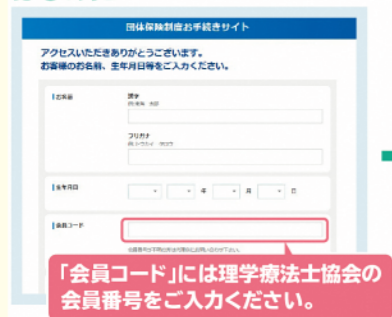 団体保険制度お手続きサイト
アクセスいただきありがとうございます。
お客様のお名前、生年月日等をご入力ください。
お名前
漢字
フリガナ
生年月日
年 月 日
会員コード
「会員コード」には理学療法士協会の
会員番号をご入力ください。